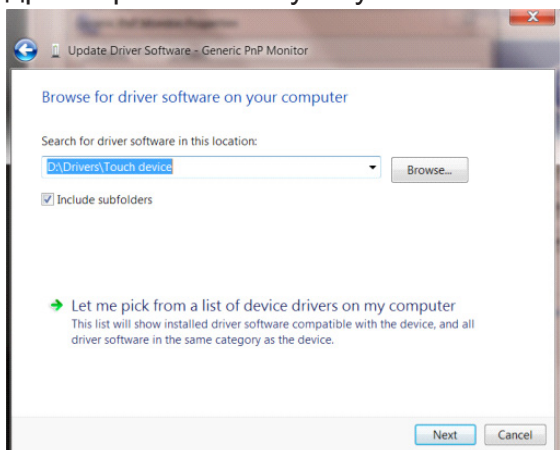 Update Driver Software - Generic PnP Monitor
Browse for driver software on your computer
Search for driver software in this location:
D:\Drivers\Touch device
Browse...
Include subfolders
Let me pick from a list of device drivers on my computer
This list will show installed driver software compatible with the device, and all
driver software in the same category as the device.
Next
Cancel